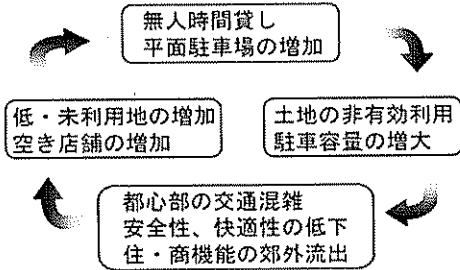 無人時間貸し
平面駐車場の増加
土地の非有効利用
駐車容量の増大
都心部の交通混雑
安全性、快適性の低下
住・商機能の郊外流出
低・未利用地の増加
空き店舗の増加